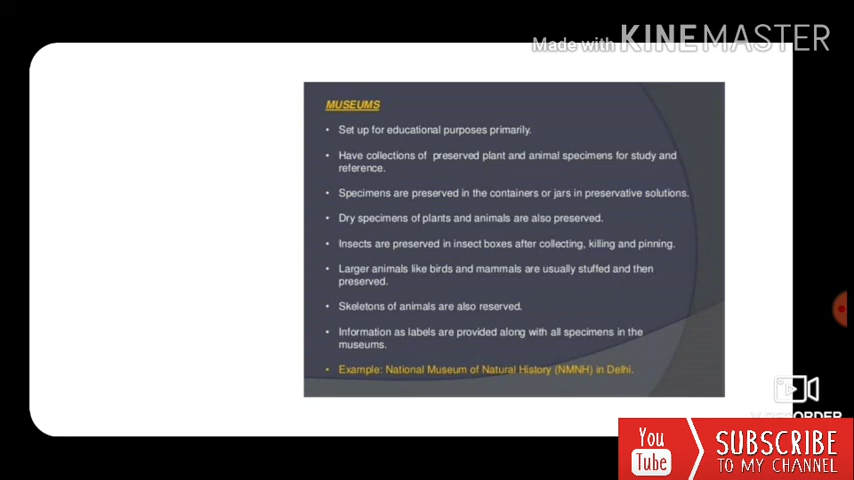 Made with KINEMASTER
MUSEUMS
• Set up for educational purposes primarily.
• Have collections of preserved plant and animal specimens for study and
reference.
• Specimens are preserved in the containers or jars in preservative solutions.
• Dry specimens of plants and animals are also preserved.
• Insects are preserved in insect boxes after collecting, killing and pinning.
• Larger animals like birds and mammals are usually stuffed and then
preserved.
• Skeletons of animals are also reserved.
• Information as labels are provided along with all specimens in the
museums.
• Example: National Museum of Natural History (NMNH) in Delhi.
You
Tube
SUBSCRIBE
TO MY CHANNEL